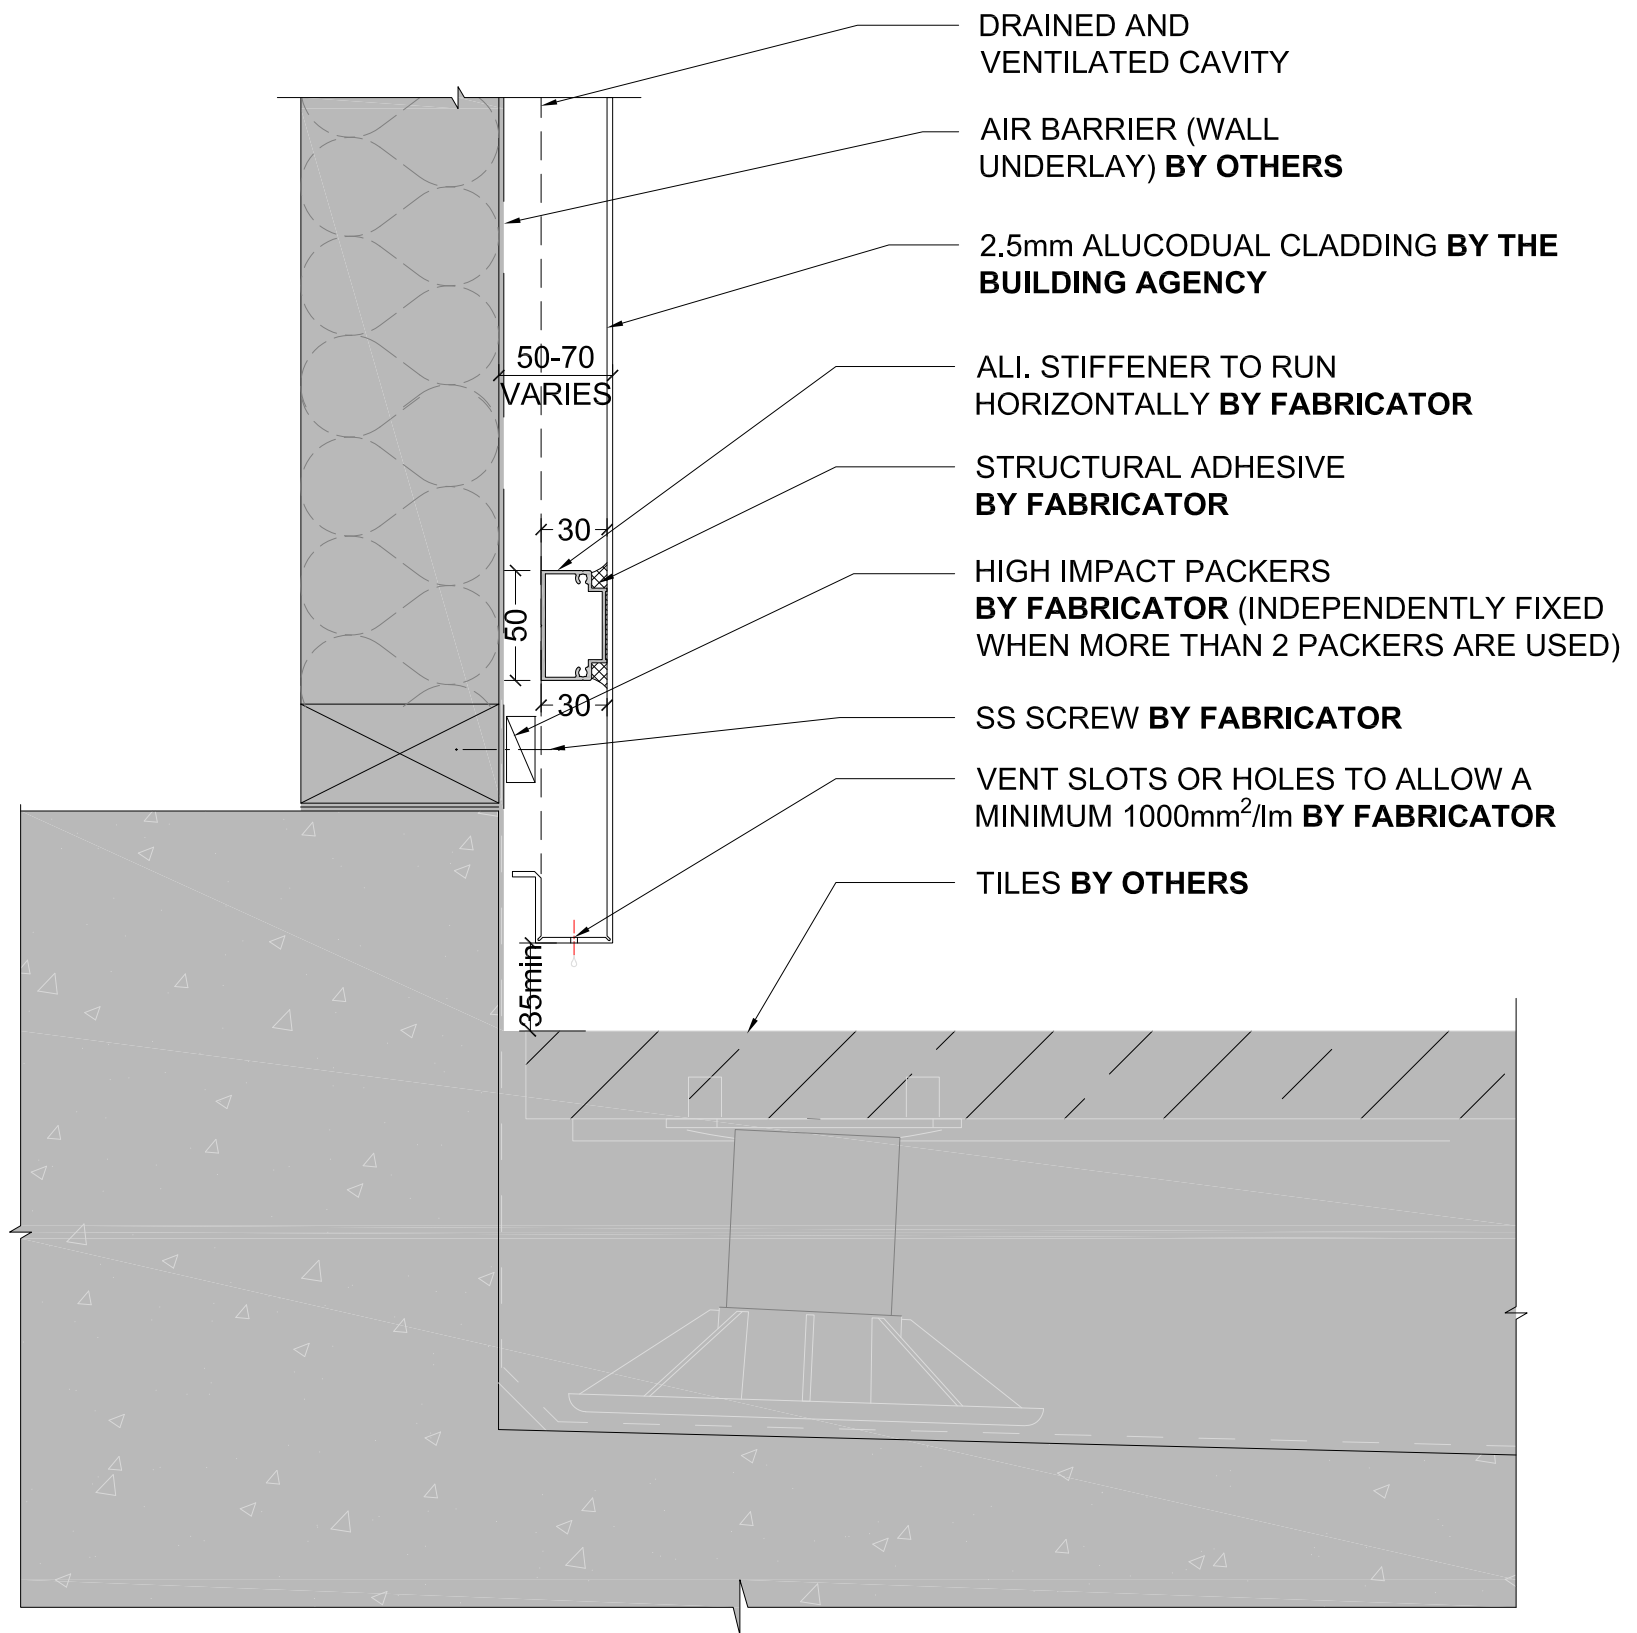 DRAINED AND
VENTILATED CAVITY
AIR BARRIER (WALL
UNDERLAY) BY OTHERS
2.5mm ALUCODUAL CLADDING BY THE
BUILDING AGENCY
50-70
VARIES
ALI. STIFFENER TO RUN
HORIZONTALLY BY FABRICATOR
STRUCTURAL ADHESIVE
BY FABRICATOR
30
50
30
HIGH IMPACT PACKERS
BY FABRICATOR (INDEPENDENTLY FIXED
WHEN MORE THAN 2 PACKERS ARE USED)
SS SCREW BY FABRICATOR
VENT SLOTS OR HOLES TO ALLOW A
MINIMUM 1000mm²/lm BY FABRICATOR
TILES BY OTHERS
35min